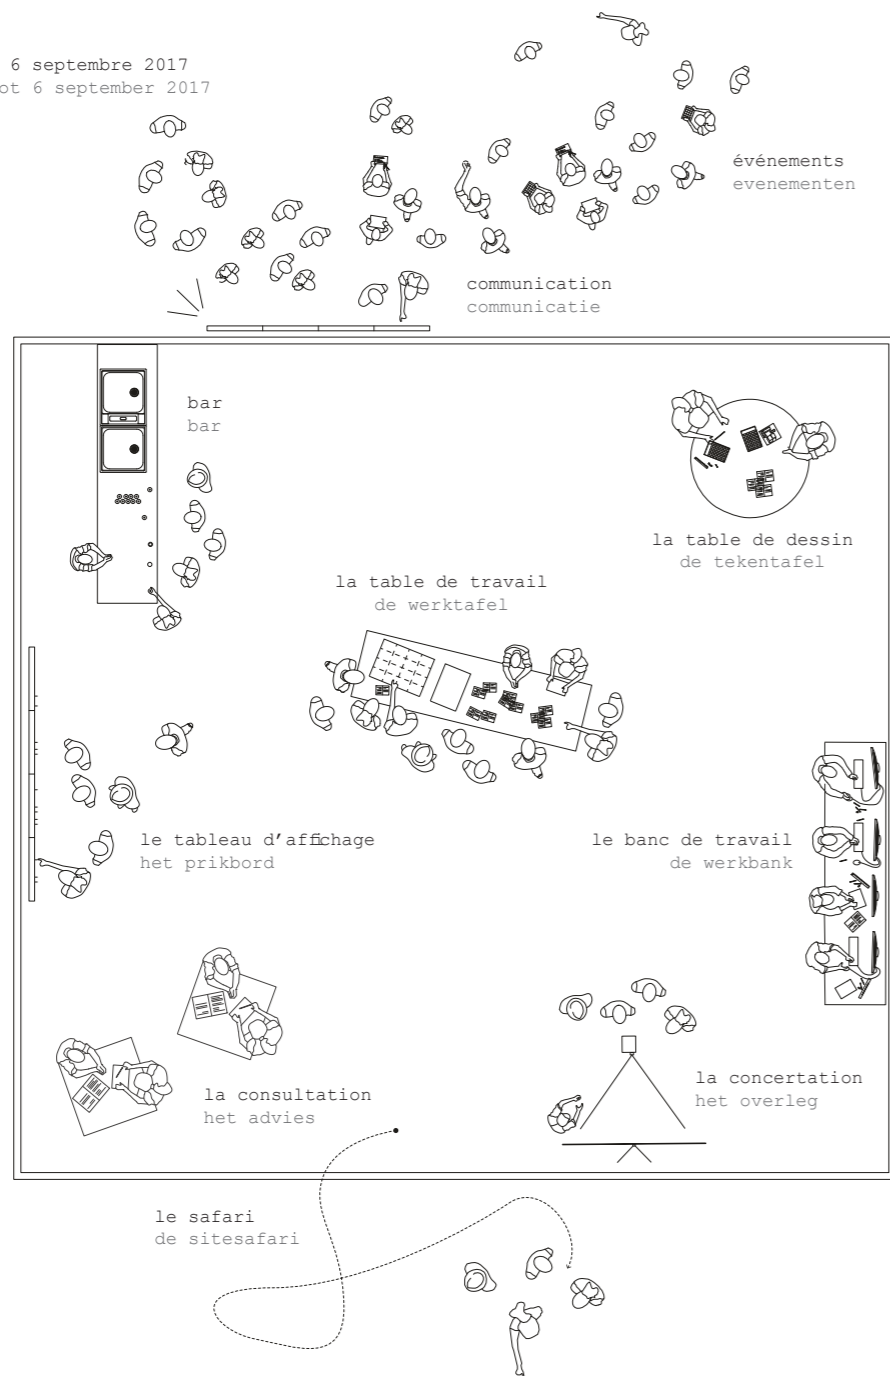 6 septembre 2017
ot 6 september 2017
événements
evenementen
communication
communicatie
bar
bar
la table de dessin
de tekentafel
la table de travail
de werktafel
le tableau d'affichage
het prikbord
le banc de travail
de werkbank
la consultation
het advies
la concertation
het overleg
le safari
de sitesafari